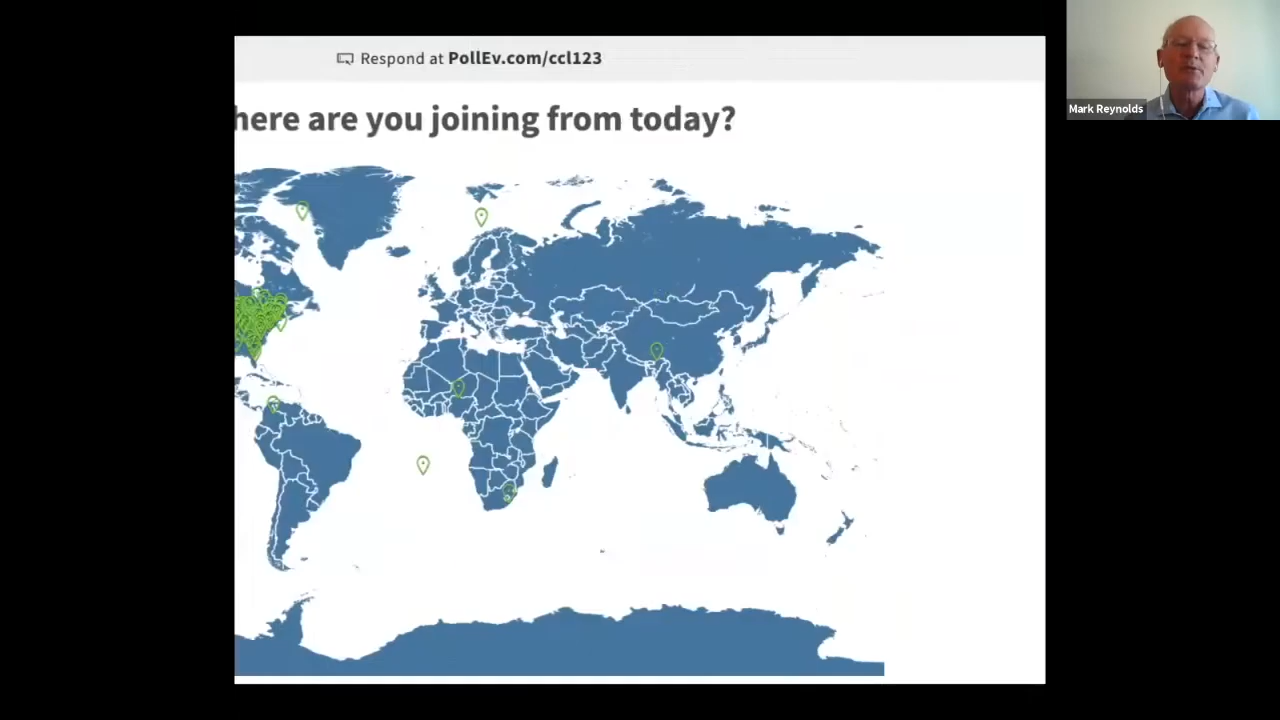 Respond at PollEv.com/ccl123
here are you joining from today?
Mark Reynolds